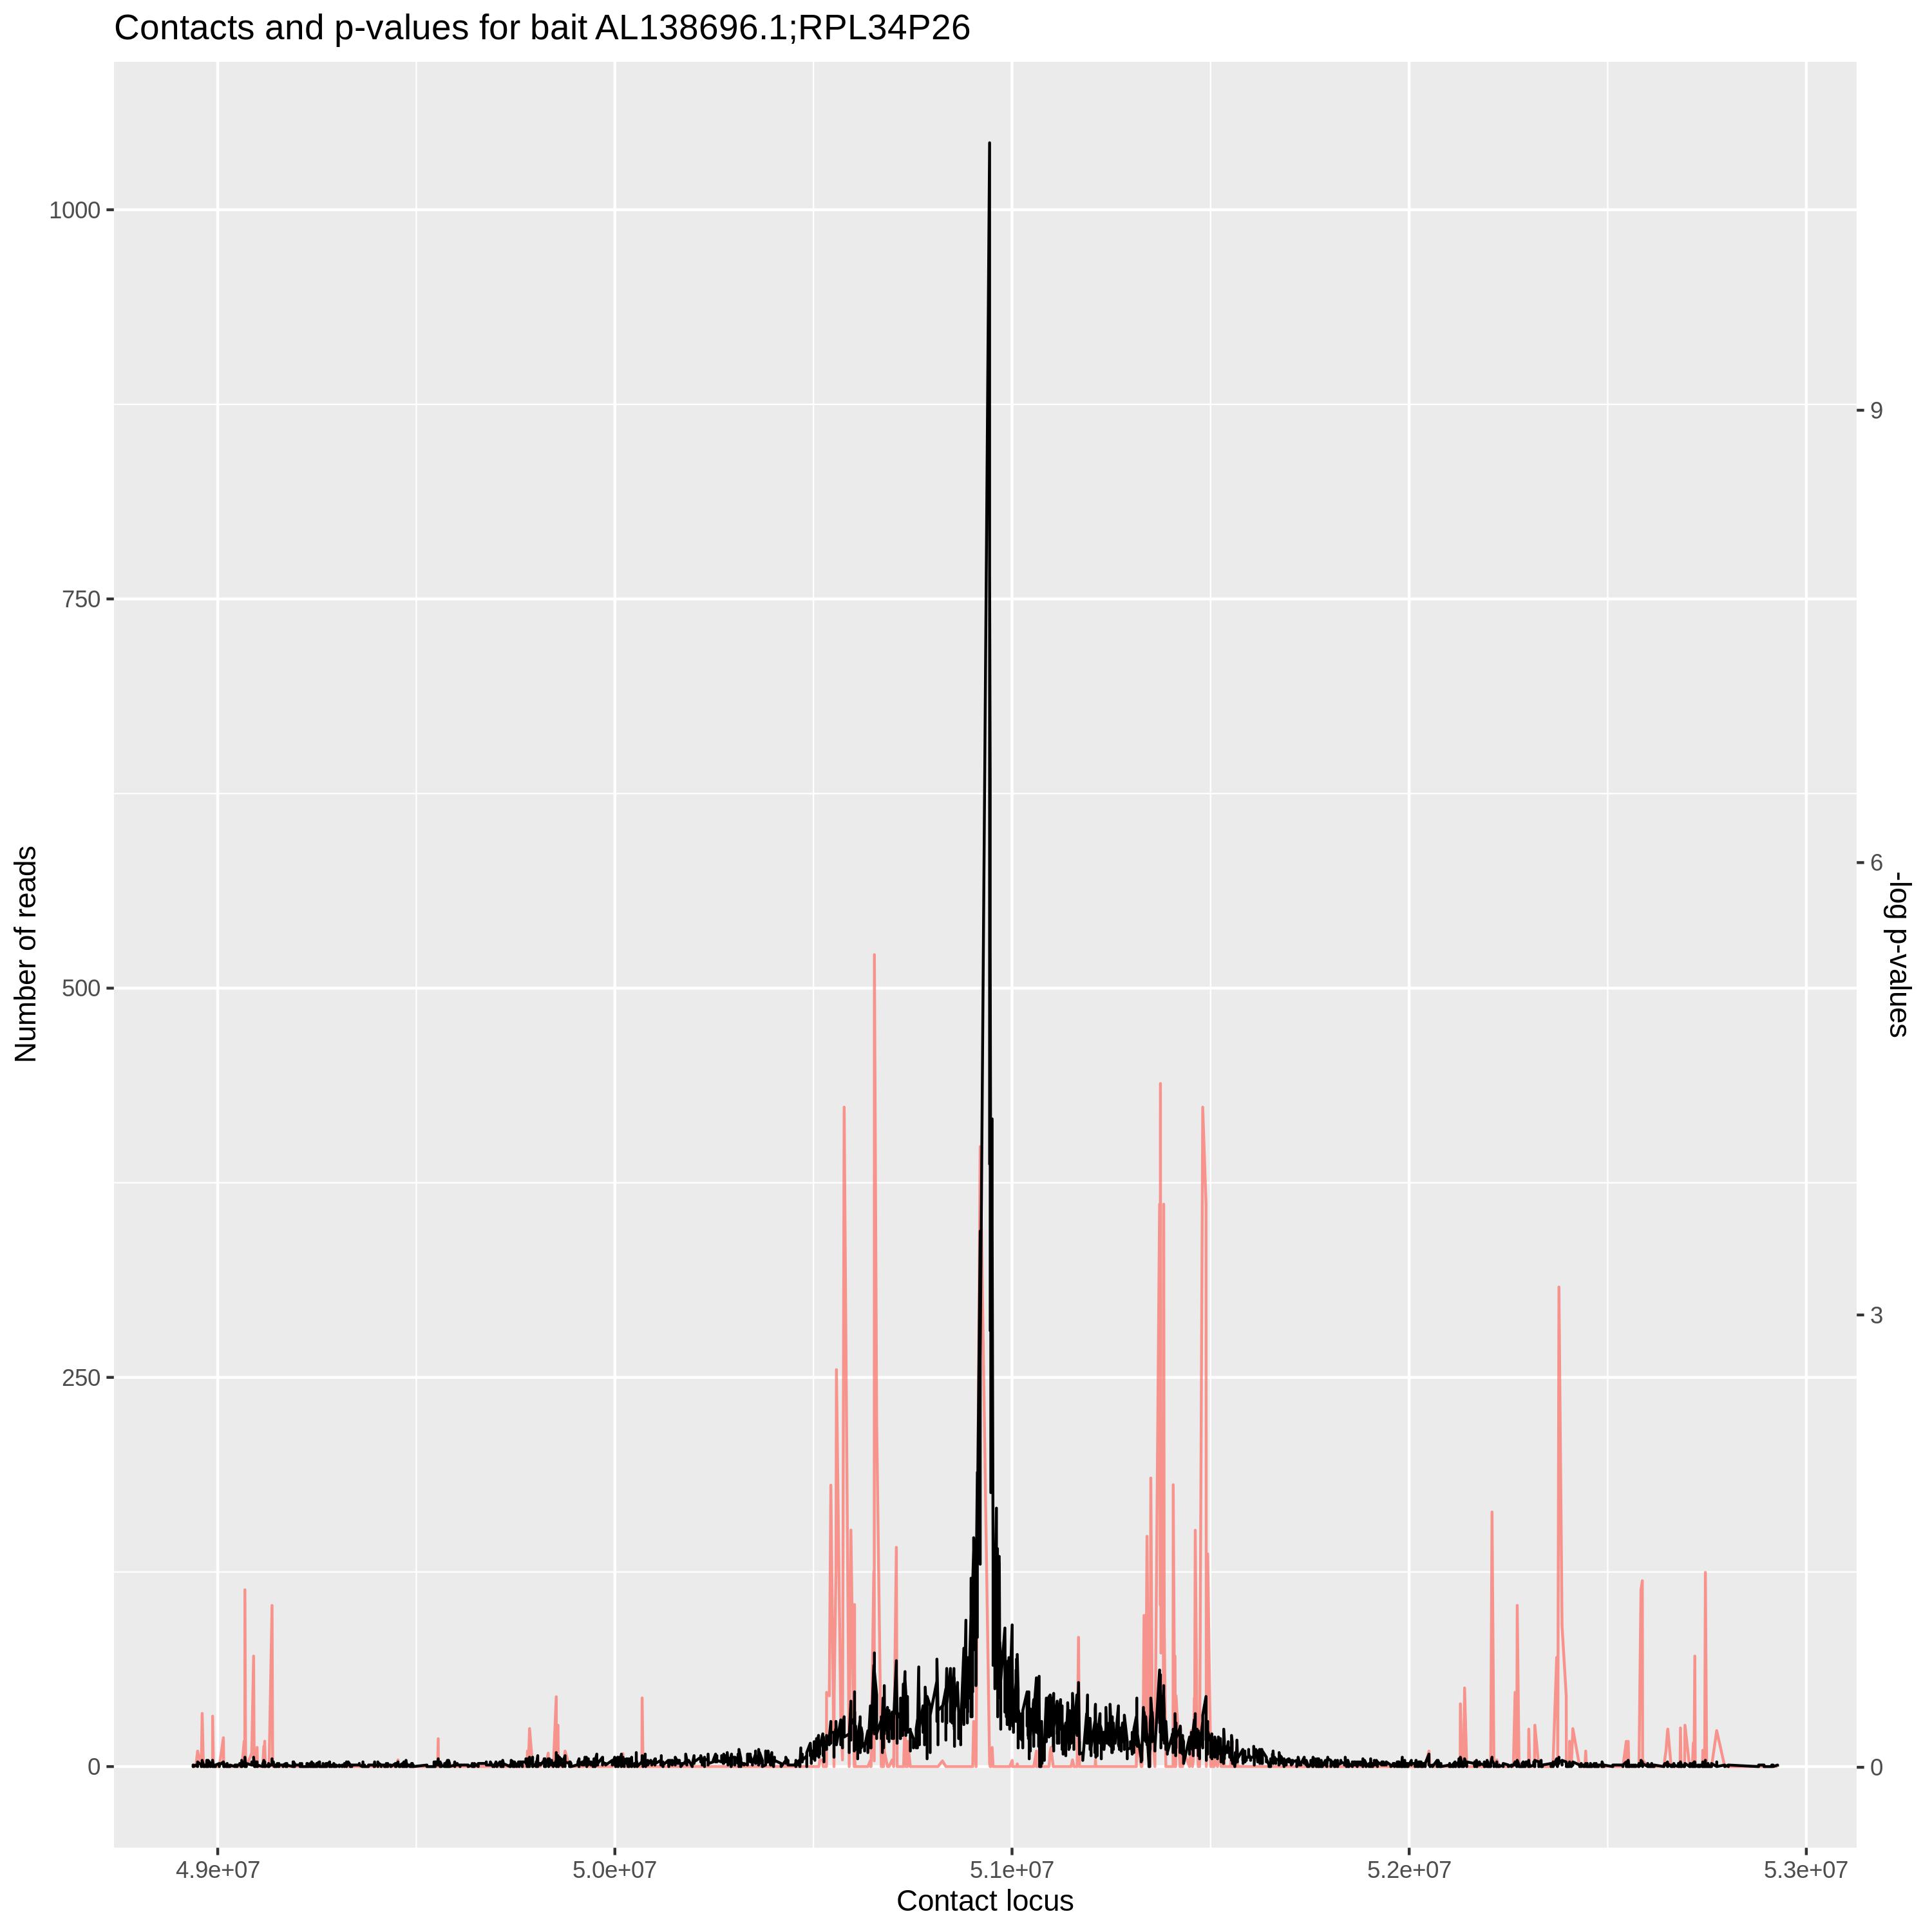 Contacts and p-values for bait AL138696.1;RPL34P26
1000
750
500
250
0
Number of reads
9
6
3
0
-log p-values
4.9e+07
5.0e+07
5.1e+07
5.2e+07
5.3e+07
Contact locus